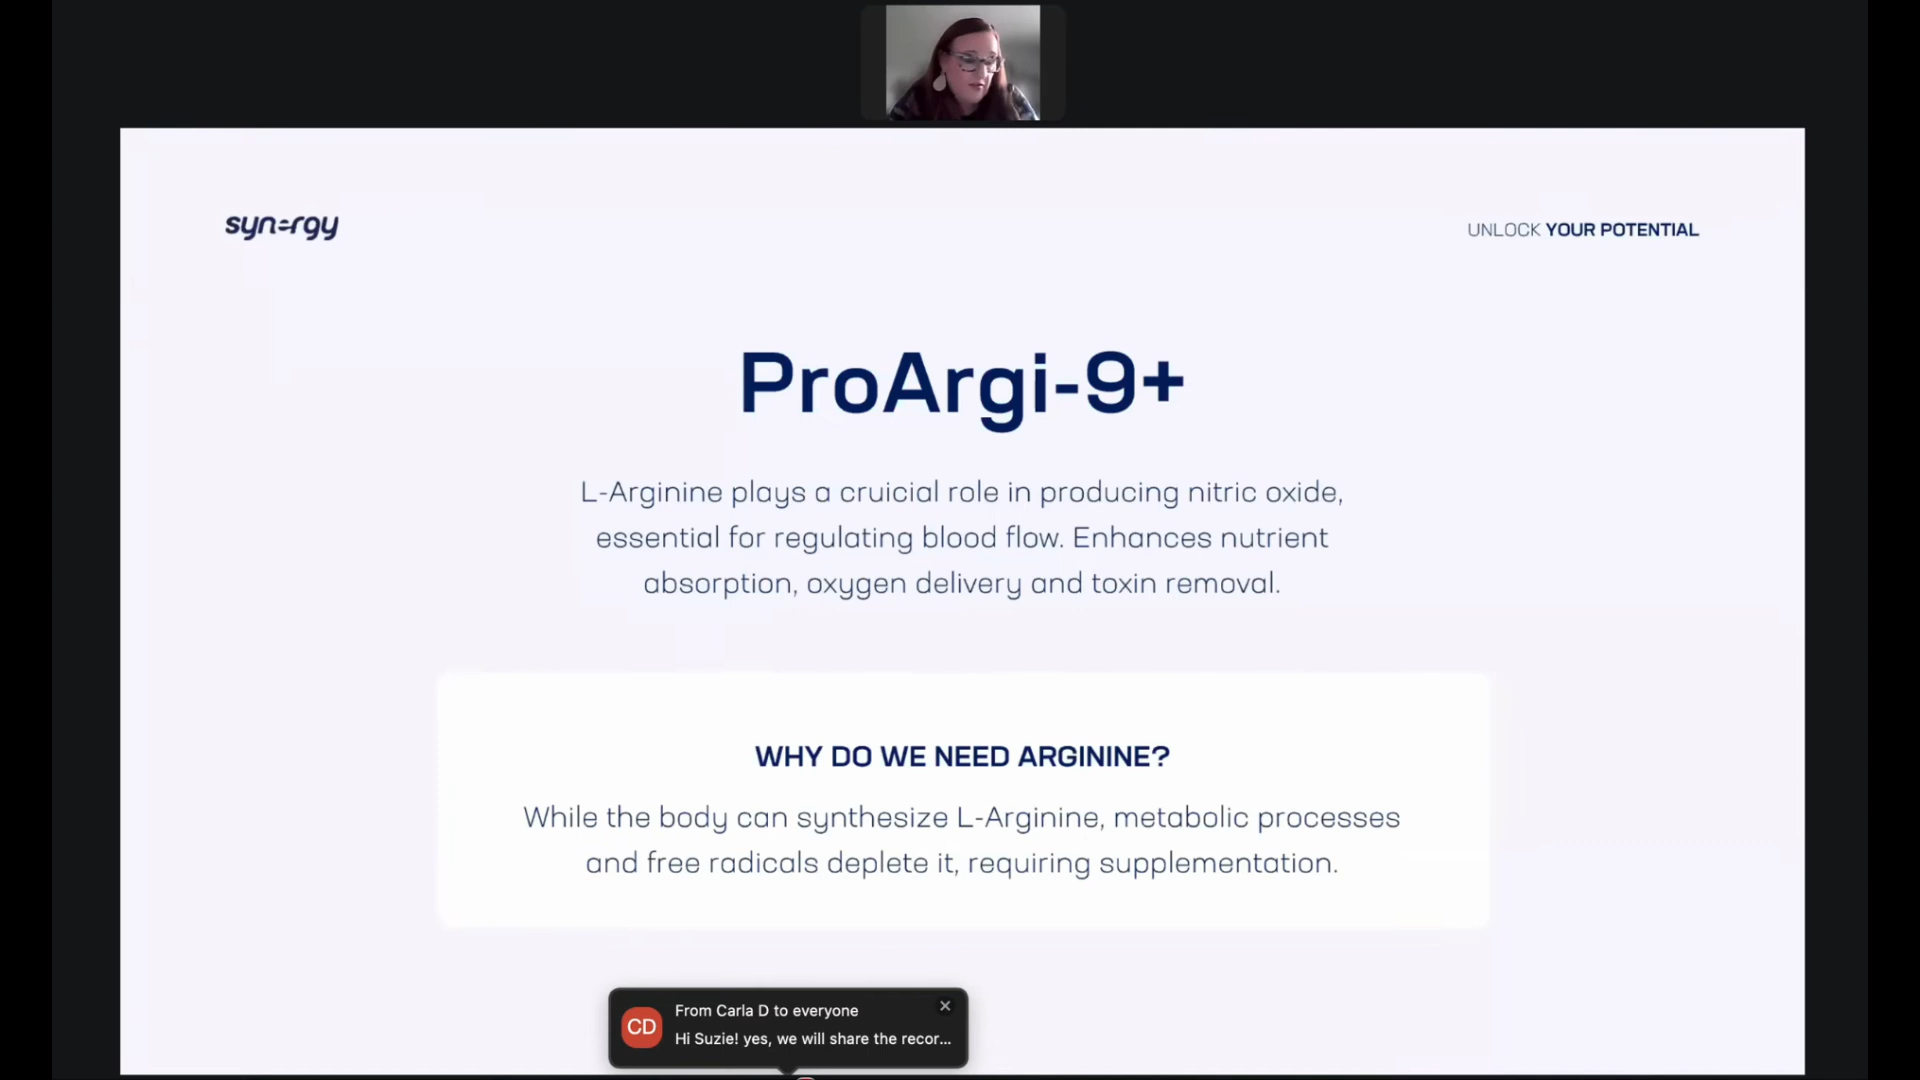 synergy
UNLOCK YOUR POTENTIAL
ProArgi-9+
L-Arginine plays a cruicial role in producing nitric oxide,
essential for regulating blood flow. Enhances nutrient
absorption, oxygen delivery and toxin removal.
WHY DO WE NEED ARGININE?
While the body can synthesize L-Arginine, metabolic processes
and free radicals deplete it, requiring supplementation.
CD
From Carla D to everyone
Hi Suzie! yes, we will share the recor...